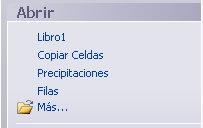 Abrir
Libro1
Copiar Celdas
Precipitaciones
Filas
Más...